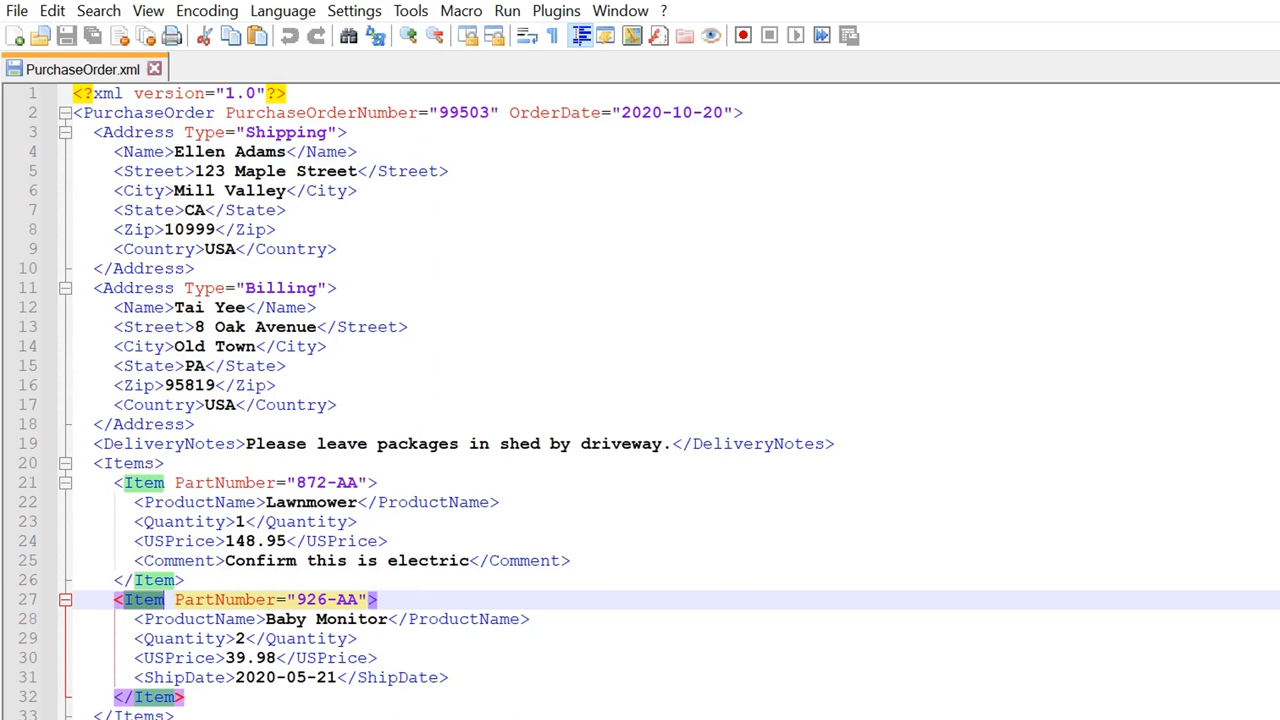 File Edit Search View Encoding Language Settings Tools Macro Run Plugins Window ?
PurchaseOrder.xml
1 <?xml version="1.0"?>
2 <PurchaseOrder PurchaseOrderNumber="99503" OrderDate="2020-10-20">
3 <Address Type="Shipping">
4 <Name>Ellen Adams</Name>
5 <Street>123 Maple Street</Street>
6 <City>Mill Valley</City>
7 <State>CA</State>
8 <Zip>10999</Zip>
9 <Country>USA</Country>
10 </Address>
11 <Address Type="Billing">
12 <Name>Tai Yee</Name>
13 <Street>8 Oak Avenue</Street>
14 <City>Old Town</City>
15 <State>PA</State>
16 <Zip>95819</Zip>
17 <Country>USA</Country>
18 </Address>
19 <DeliveryNotes>Please leave packages in shed by driveway.</DeliveryNotes>
20 <Items>
21 <Item PartNumber="872-AA">
22 <ProductName>Lawnmower</ProductName>
23 <Quantity>1</Quantity>
24 <USPrice>148.95</USPrice>
25 <Comment>Confirm this is electric</Comment>
26 </Item>
27 <Item PartNumber="926-AA">
28 <ProductName>Baby Monitor</ProductName>
29 <Quantity>2</Quantity>
30 <USPrice>39.98</USPrice>
31 <ShipDate>2020-05-21</ShipDate>
32 </Item>
33 </Items>